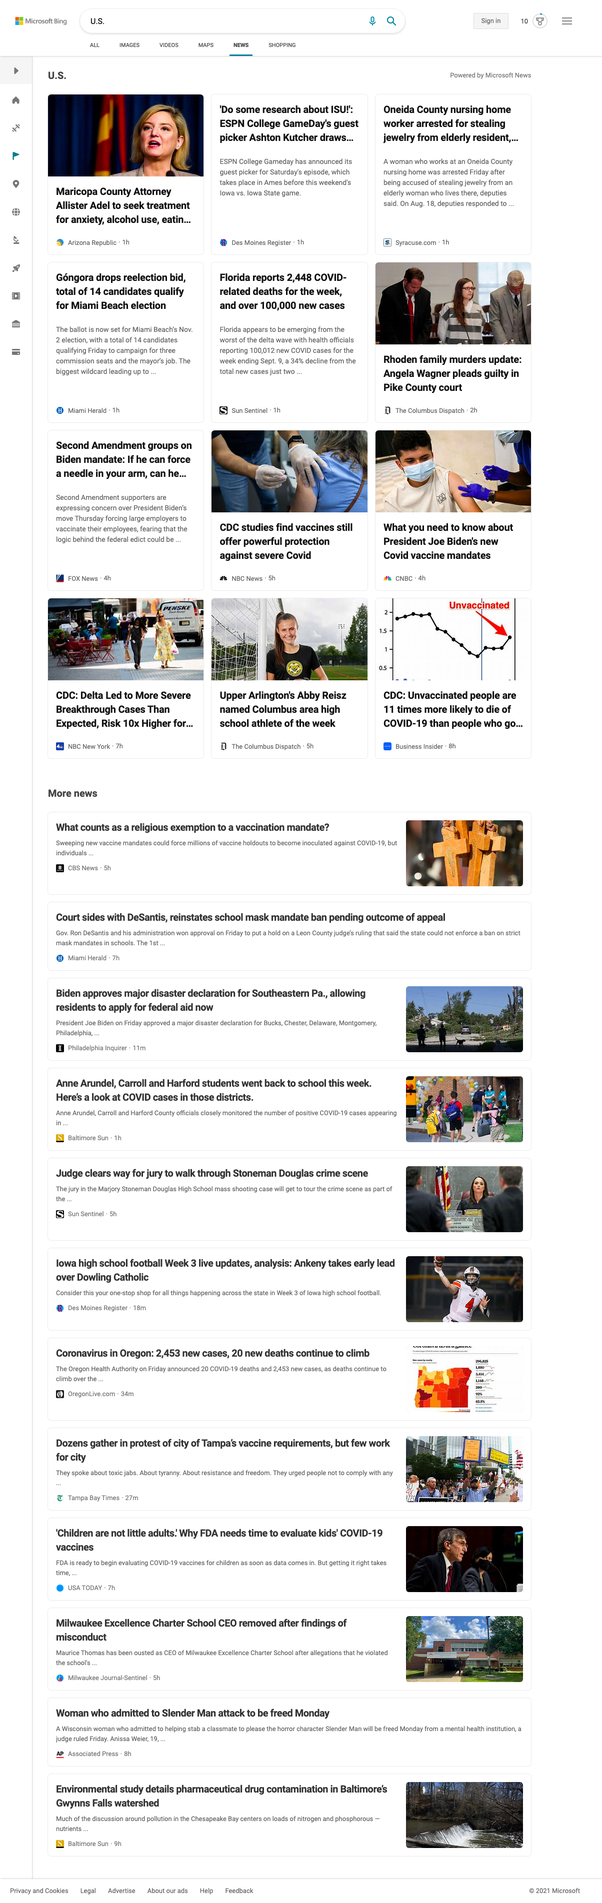 Microsoft Bing
U.S.
Sign in
10
ALL
IMAGES
VIDEOS
MAPS
NEWS
SHOPPING
U.S.
Powered by Microsoft News
Maricopa County Attorney
Allister Adel to seek treatment
for anxiety, alcohol use, eatin...
Arizona Republic · 1h
'Do some research about ISU!':
ESPN College GameDay's guest
picker Ashton Kutcher draws...
ESPN College Gameday has announced its
guest picker for Saturday's episode, which
takes place in Ames before this weekend's
Iowa vs. Iowa State game.
Des Moines Register · 1h
Oneida County nursing home
worker arrested for stealing
jewelry from elderly resident,...
A woman who works at an Oneida County
nursing home was arrested Friday after
being accused of stealing jewelry from an
elderly woman who lives there, deputies
said. On Aug. 18, deputies responded to ...
Syracuse.com · 1h
Góngora drops reelection bid,
total of 14 candidates qualify
for Miami Beach election
The ballot is now set for Miami Beach's Nov.
2 election, with a total of 14 candidates
qualifying Friday to campaign for three
commission seats and the mayor's job. The
biggest wildcard leading up to ...
Miami Herald · 1h
Florida reports 2,448 COVID-
related deaths for the week,
and over 100,000 new cases
Florida appears to be emerging from the
worst of the delta wave with health officials
reporting 100,012 new COVID cases for the
week ending Sept. 9, a 34% decline from the
total new cases just two ...
Sun Sentinel · 1h
Rhoden family murders update:
Angela Wagner pleads guilty in
Pike County court
The Columbus Dispatch · 2h
Second Amendment groups on
Biden mandate: If he can force
a needle in your arm, can he...
Second Amendment supporters are
expressing concern over President Biden's
move Thursday forcing large employers to
vaccinate their employees, fearing that the
logic behind the federal edict could be ...
FOX News · 4h
CDC studies find vaccines still
offer powerful protection
against severe Covid
NBC News · 5h
What you need to know about
President Joe Biden's new
Covid vaccine mandates
CNBC · 4h
PENSKE
CDC: Delta Led to More Severe
Breakthrough Cases Than
Expected, Risk 10x Higher for...
NBC New York · 7h
Upper Arlington's Abby Reisz
named Columbus area high
school athlete of the week
The Columbus Dispatch · 5h
Unvaccinated
2
1.5
1
0.5
CDC: Unvaccinated people are
11 times more likely to die of
COVID-19 than people who go...
Business Insider · 8h
More news
What counts as a religious exemption to a vaccination mandate?
Sweeping new vaccine mandates could force millions of vaccine holdouts to become inoculated against COVID-19, but
individuals ...
CBS News · 5h
Court sides with DeSantis, reinstates school mask mandate ban pending outcome of appeal
Gov. Ron DeSantis and his administration won approval on Friday to put a hold on a Leon County judge's ruling that said the state could not enforce a ban on strict
mask mandates in schools. The 1st ...
Miami Herald · 7h
Biden approves major disaster declaration for Southeastern Pa., allowing
residents to apply for federal aid now
President Joe Biden on Friday approved a major disaster declaration for Bucks, Chester, Delaware, Montgomery,
Philadelphia, ...
Philadelphia Inquirer · 11m
Anne Arundel, Carroll and Harford students went back to school this week.
Here's a look at COVID cases in those districts.
Anne Arundel, Carroll and Harford County officials closely monitored the number of positive COVID-19 cases appearing
in ...
Baltimore Sun · 1h
Judge clears way for jury to walk through Stoneman Douglas crime scene
The jury in the Marjory Stoneman Douglas High School mass shooting case will get to tour the crime scene as part of
the ...
Sun Sentinel · 5h
Iowa high school football Week 3 live updates, analysis: Ankeny takes early lead
over Dowling Catholic
Consider this your one-stop shop for all things happening across the state in Week 3 of Iowa high school football.
Des Moines Register · 18m
4
Coronavirus in Oregon: 2,453 new cases, 20 new deaths continue to climb
The Oregon Health Authority on Friday announced 20 COVID-19 deaths and 2,453 new cases, as deaths continue to
climb over the ...
OregonLive.com · 34m
Dozens gather in protest of city of Tampa's vaccine requirements, but few work
for city
They spoke about toxic jabs. About tyranny. About resistance and freedom. They urged people not to comply with any
...
Tampa Bay Times · 27m
'Children are not little adults.' Why FDA needs time to evaluate kids' COVID-19
vaccines
FDA is ready to begin evaluating COVID-19 vaccines for children as soon as data comes in. But getting it right takes
time, ...
USA TODAY · 7h
Milwaukee Excellence Charter School CEO removed after findings of
misconduct
Maurice Thomas has been ousted as CEO of Milwaukee Excellence Charter School after allegations that he violated
the school's ...
Milwaukee Journal-Sentinel · 5h
Woman who admitted to Slender Man attack to be freed Monday
A Wisconsin woman who admitted to helping stab a classmate to please the horror character Slender Man will be freed Monday from a mental health institution, a
judge ruled Friday. Anissa Weier, 19, ...
AP Associated Press · 8h
Environmental study details pharmaceutical drug contamination in Baltimore's
Gwynns Falls watershed
Much of the discussion around pollution in the Chesapeake Bay centers on loads of nitrogen and phosphorous —
nutrients ...
Baltimore Sun · 9h
Privacy and Cookies
Legal
Advertise
About our ads
Help
Feedback
© 2021 Microsoft